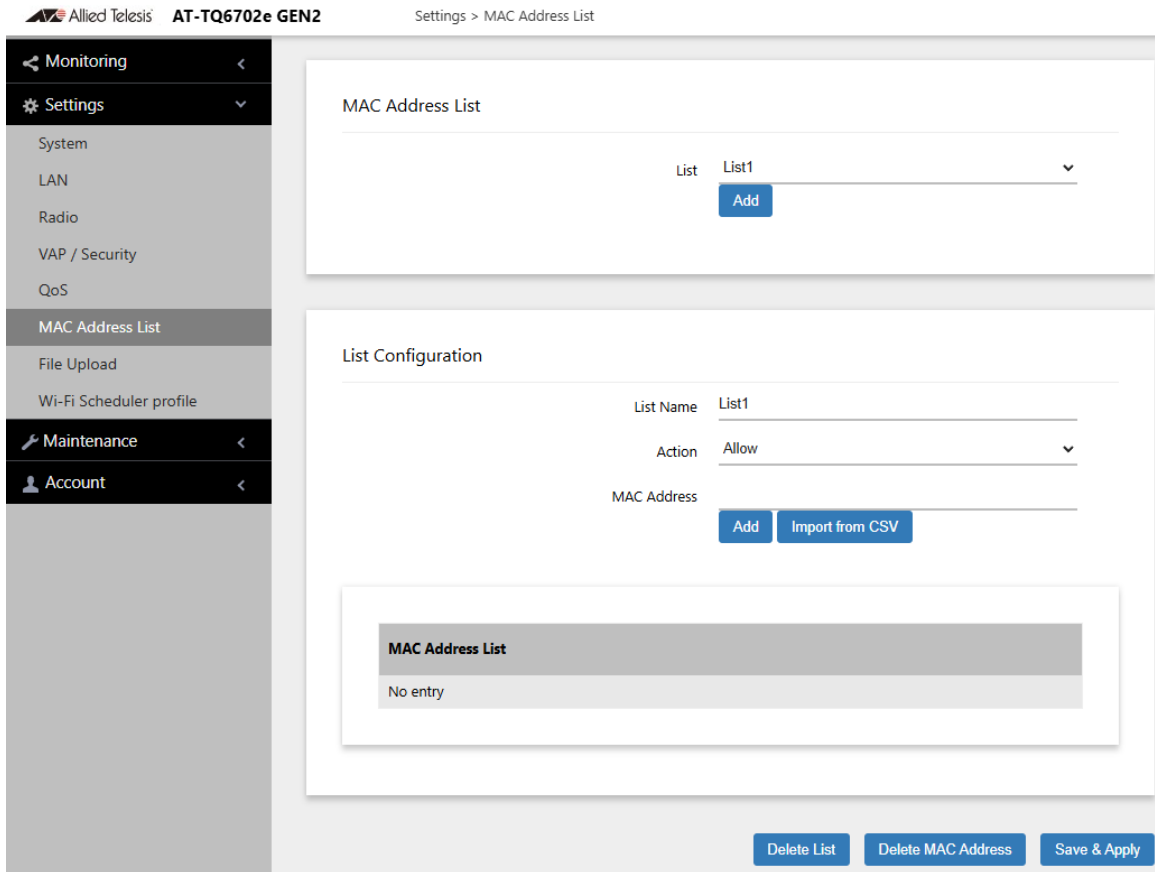 Allied Telesis AT-TQ6702e GEN2 Settings > MAC Address List
Monitoring
Settings
System
LAN
Radio
VAP / Security
QoS
MAC Address List
File Upload
Wi-Fi Scheduler profile
Maintenance
Account
MAC Address List
List List1
Add
List Configuration
List Name List1
Action Allow
MAC Address
Add Import from CSV
MAC Address List
No entry
Delete List Delete MAC Address Save & Apply